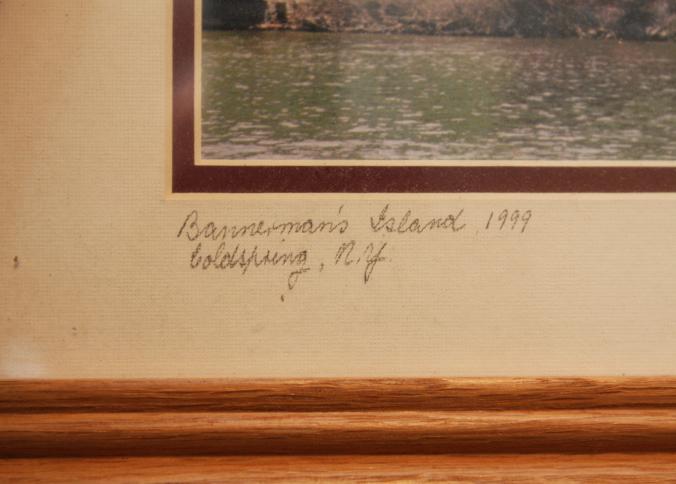 Bannerman's Island, 1999
Coldspring, N.Y.